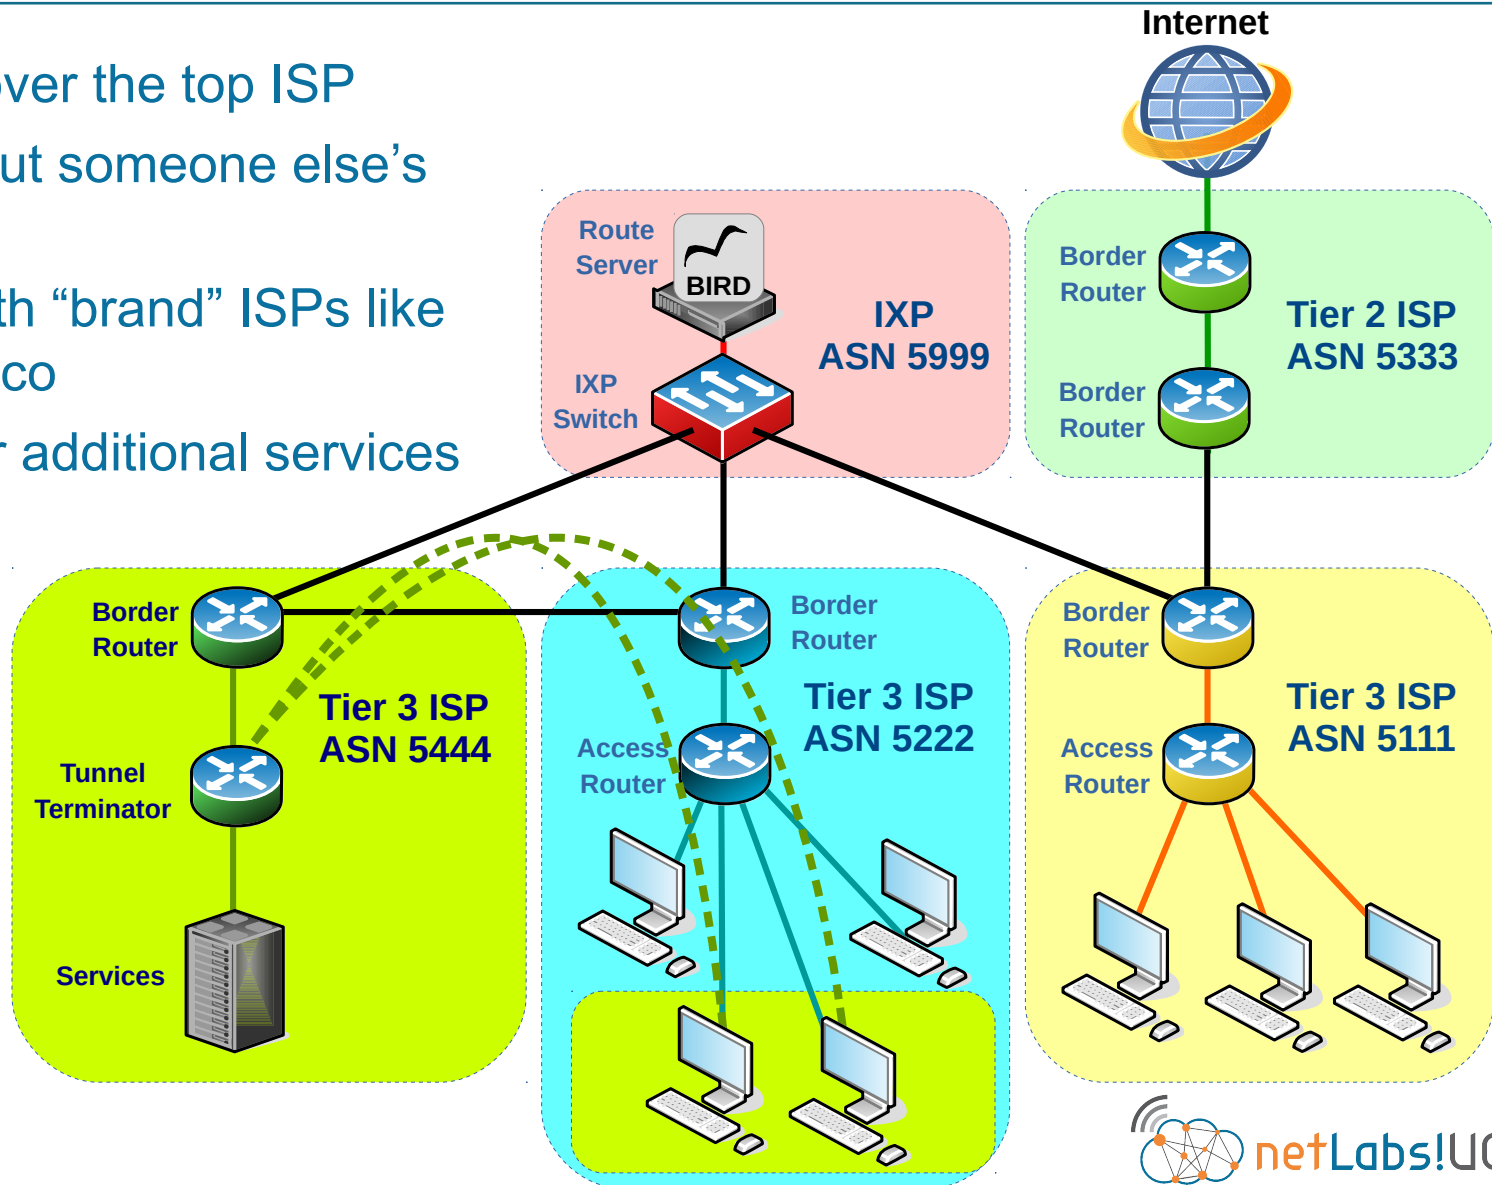 over the top ISP
ut someone else’s
th “brand” ISPs like
co
r additional services
Internet
Route
Server
BIRD
IXP
ASN 5999
IXP
Switch
Border
Router
Tier 2 ISP
ASN 5333
Border
Router
Border
Router
Tier 3 ISP
ASN 5444
Tunnel
Terminator
Services
Border
Router
Tier 3 ISP
ASN 5222
Access
Router
Border
Router
Tier 3 ISP
ASN 5111
Access
Router
netLabs!UG